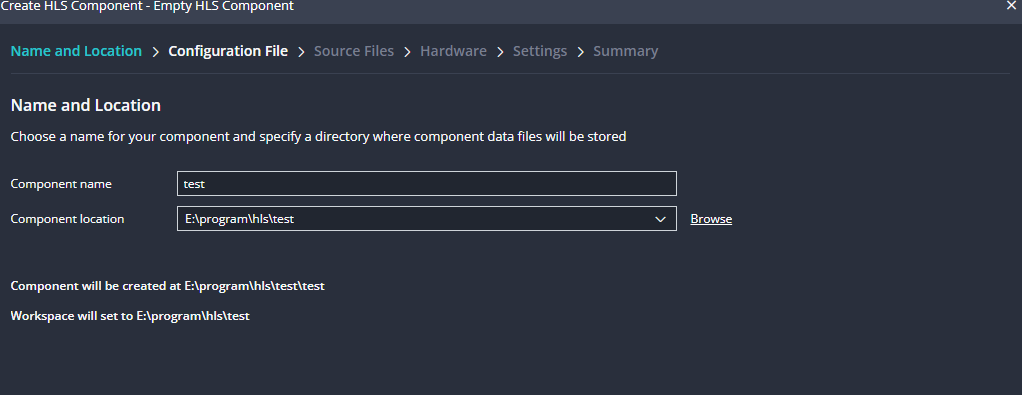 Create HLS Component - Empty HLS Component
Name and Location > Configuration File > Source Files > Hardware > Settings > Summary
Name and Location
Choose a name for your component and specify a directory where component data files will be stored
Component name test
Component location E:\program\hls\test Browse
Component will be created at E:\program\hls\test\test
Workspace will set to E:\program\hls\test